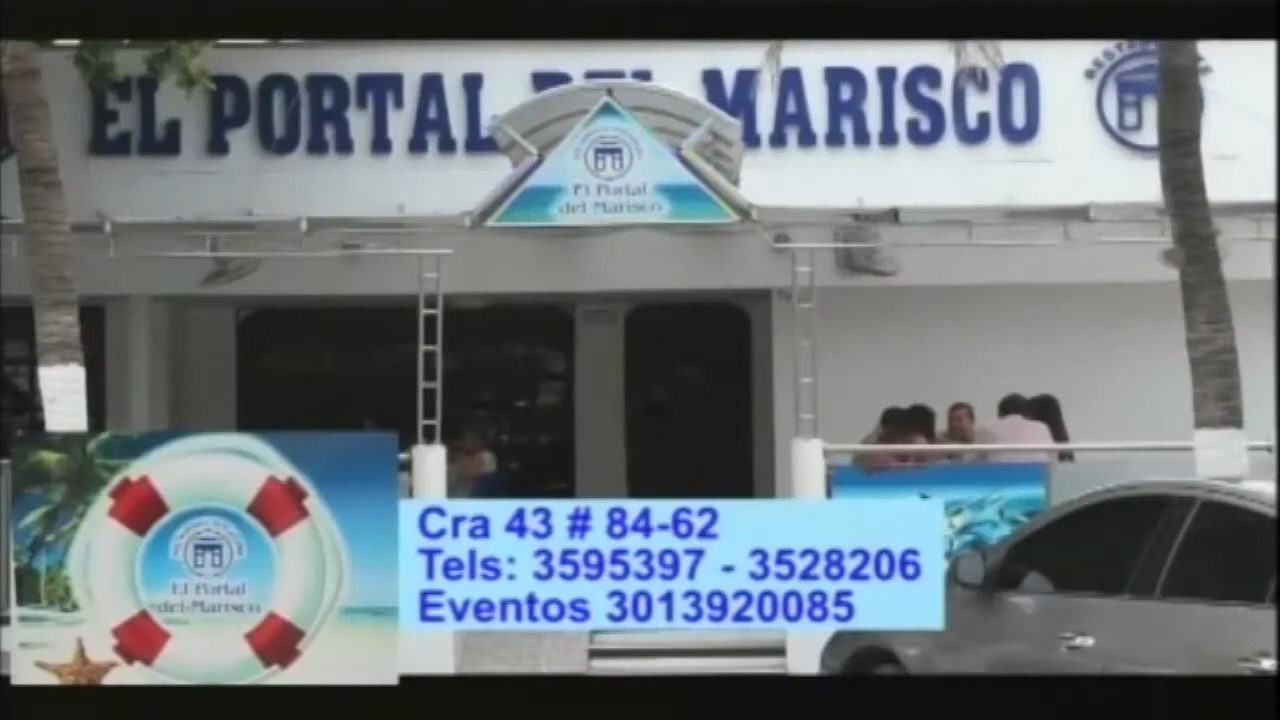 EL PORTAL DEL MARISCO
El Portal
del Marisco
El Portal
del Marisco
Cra 43 # 84-62
Tels: 3595397 - 3528206
Eventos 3013920085